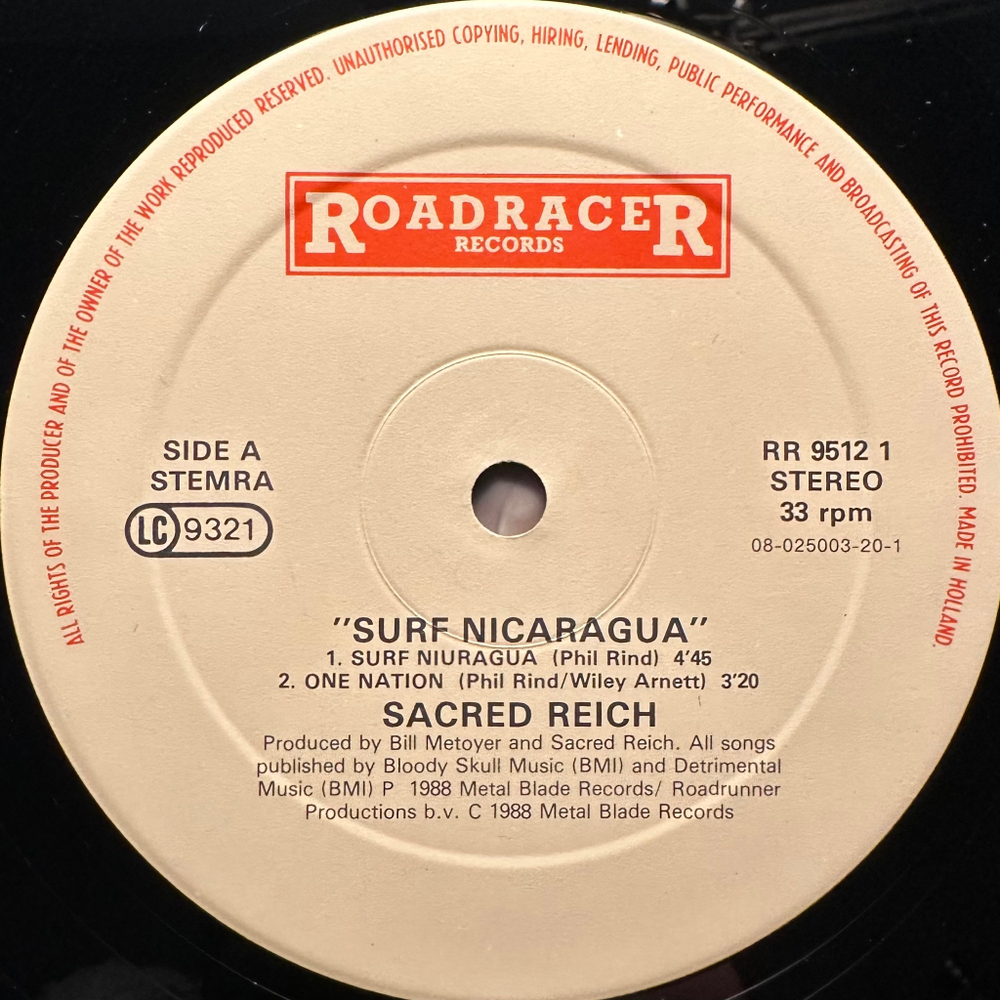 ALL RIGHTS OF THE PRODUCER AND OF THE OWNER OF THE WORK REPRODUCED RESERVED. UNAUTHORISED COPYING, HIRING, LENDING, PUBLIC PERFORMANCE AND BROADCASTING OF THIS RECORD PROHIBITED. MADE IN HOLLAND.
ROADRACER
RECORDS
SIDE A
STEMRA
LC 9321
RR 9512 1
STEREO
33 rpm
08-025003-20-1
"SURF NICARAGUA"
1. SURF NIURAGUA (Phil Rind) 4'45
2. ONE NATION (Phil Rind/Wiley Arnett) 3'20
SACRED REICH
Produced by Bill Metoyer and Sacred Reich. All songs
published by Bloody Skull Music (BMI) and Detrimental
Music (BMI) P 1988 Metal Blade Records/ Roadrunner
Productions b.v. C 1988 Metal Blade Records